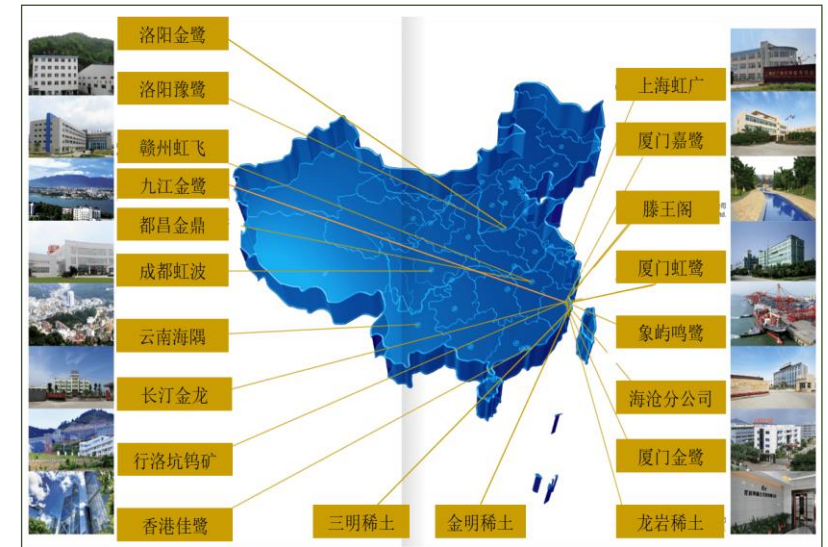 洛阳金鹭
洛阳豫鹭
赣州虹飞
九江金鹭
都昌金鼎
成都虹波
云南海隅
长汀金龙
行洛坑钨矿
香港佳鹭
三明稀土
金明稀土
上海虹广
厦门嘉鹭
滕王阁
厦门虹鹭
象屿鸣鹭
海沧分公司
厦门金鹭
龙岩稀土